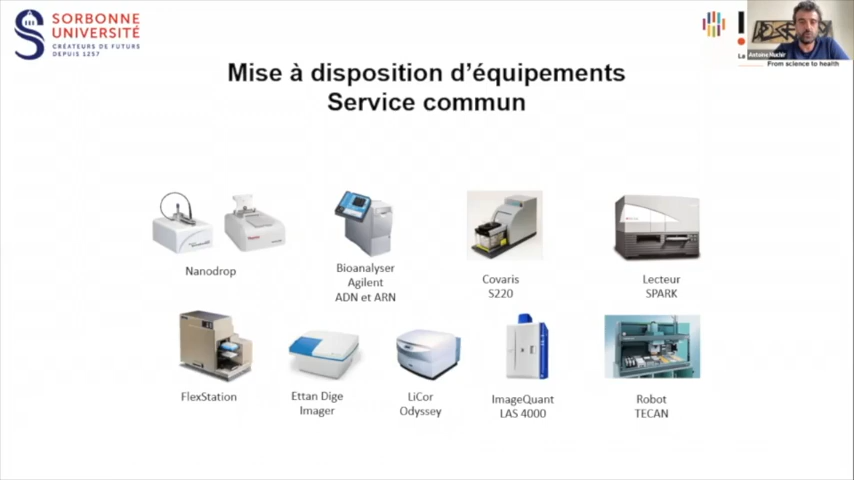 SORBONNE
UNIVERSITÉ
CRÉATEURS DE FUTURS
DEPUIS 1257
La
From science to health
Mise à disposition d'équipements
Service commun
Nanodrop
Bioanalyser
Agilent
ADN et ARN
Covaris
S220
Lecteur
SPARK
FlexStation
Ettan Dige
Imager
LiCor
Odyssey
ImageQuant
LAS 4000
Robot
TECAN